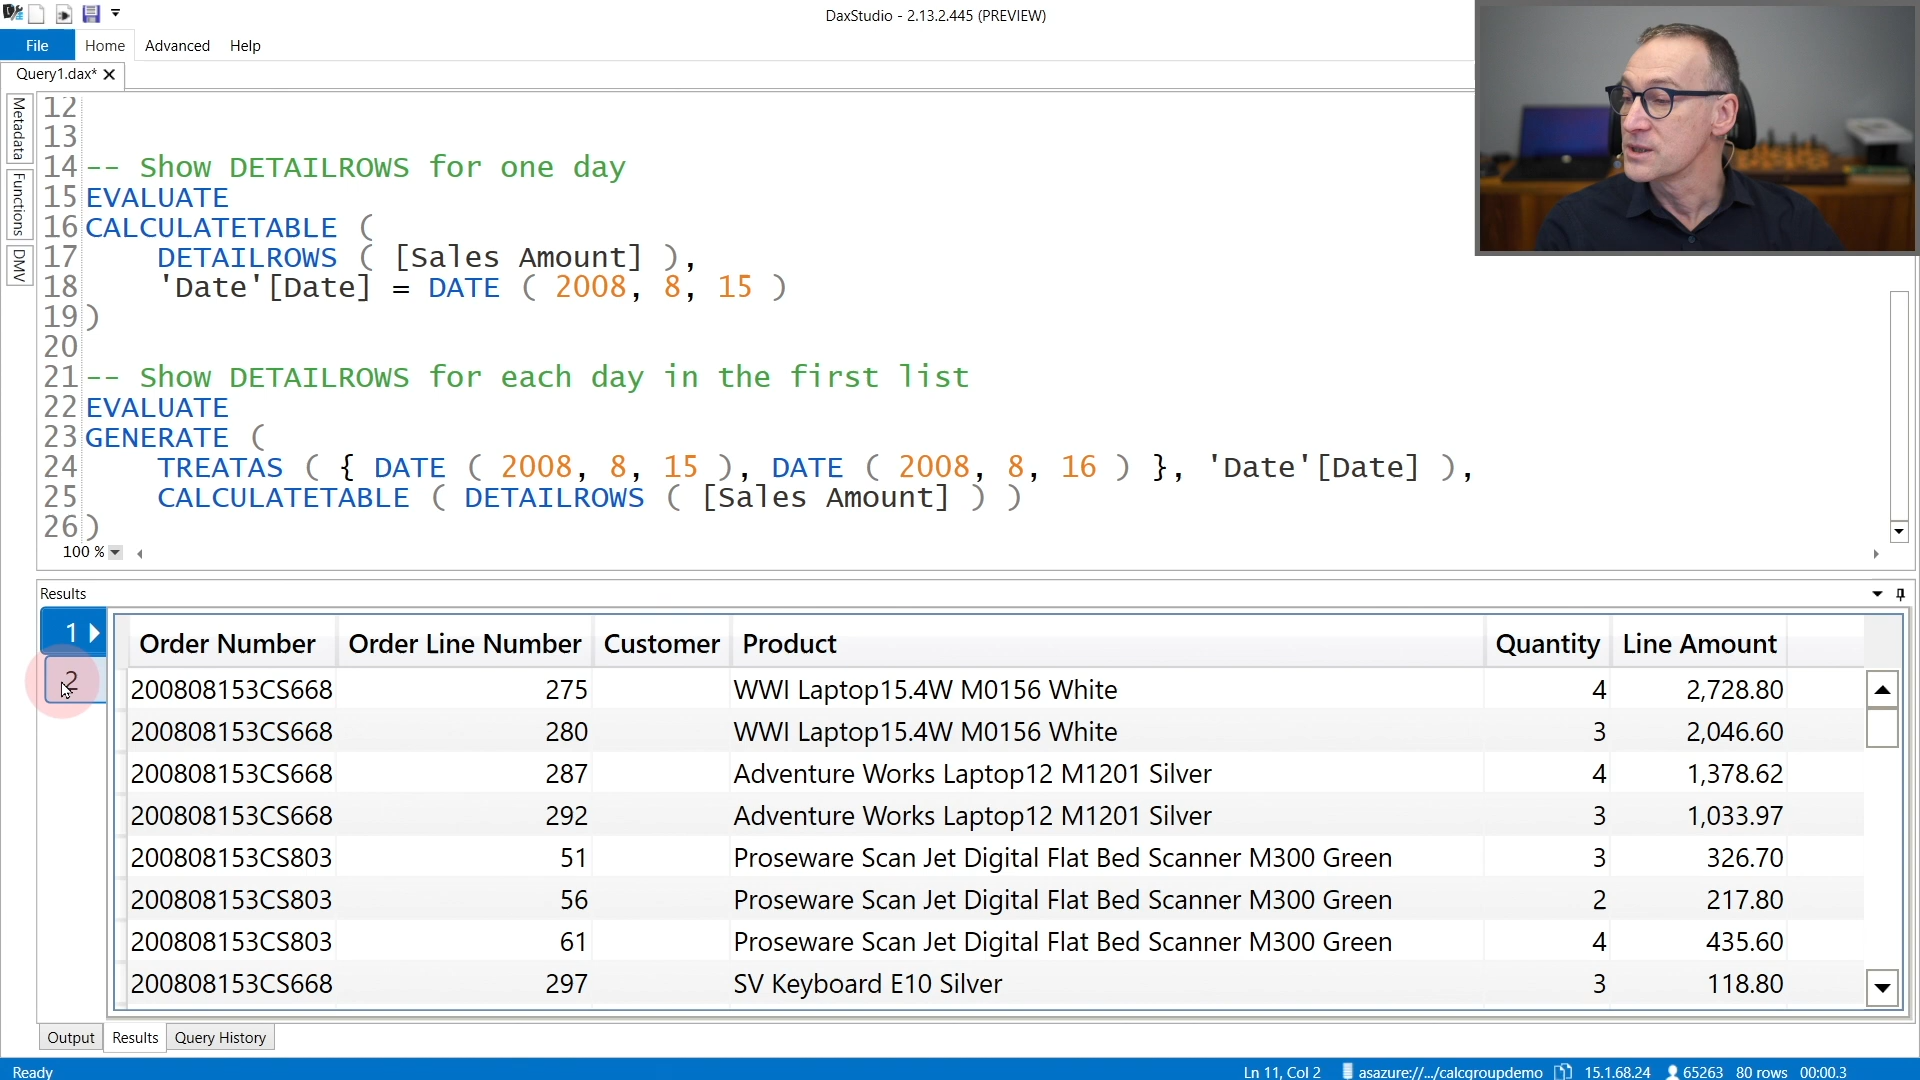 DaxStudio - 2.13.2.445 (PREVIEW)
File Home Advanced Help
Query1.dax*
Metadata
Functions
DMV
12
13
14 -- Show DETAILROWS for one day
15 EVALUATE
16 CALCULATETABLE (
17 DETAILROWS ( [Sales Amount] ),
18 'Date'[Date] = DATE ( 2008, 8, 15 )
19 )
20
21 -- Show DETAILROWS for each day in the first list
22 EVALUATE
23 GENERATE (
24 TREATAS ( { DATE ( 2008, 8, 15 ), DATE ( 2008, 8, 16 ) }, 'Date'[Date] ),
25 CALCULATETABLE ( DETAILROWS ( [Sales Amount] ) )
26 )
100 %
Results
1
2
Order Number Order Line Number Customer Product Quantity Line Amount
200808153CS668 275 WWI Laptop15.4W M0156 White 4 2,728.80
200808153CS668 280 WWI Laptop15.4W M0156 White 3 2,046.60
200808153CS668 287 Adventure Works Laptop12 M1201 Silver 4 1,378.62
200808153CS668 292 Adventure Works Laptop12 M1201 Silver 3 1,033.97
200808153CS803 51 Proseware Scan Jet Digital Flat Bed Scanner M300 Green 3 326.70
200808153CS803 56 Proseware Scan Jet Digital Flat Bed Scanner M300 Green 2 217.80
200808153CS803 61 Proseware Scan Jet Digital Flat Bed Scanner M300 Green 4 435.60
200808153CS668 297 SV Keyboard E10 Silver 3 118.80
Output Results Query History
Ready Ln 11, Col 2 asazure://.../calcgroupdemo 15.1.68.24 65263 80 rows 00:00.3